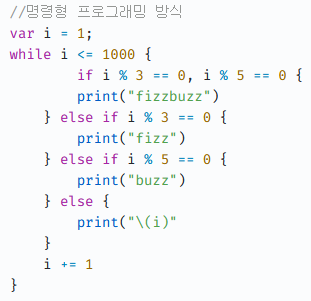 //명령형 프로그래밍 방식
var i = 1;
while i <= 1000 {
if i % 3 == 0, i % 5 == 0 {
print("fizzbuzz")
} else if i % 3 == 0 {
print("fizz")
} else if i % 5 == 0 {
print("buzz")
} else {
print("\(i)"
}
i += 1
}